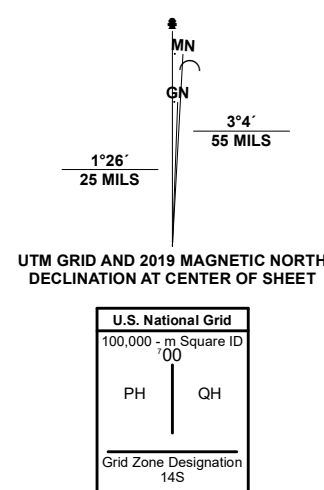 MN
GN
3°4´
55 MILS
1°26´
25 MILS
UTM GRID AND 2019 MAGNETIC NORTH
DECLINATION AT CENTER OF SHEET
U.S. National Grid
100,000 - m Square ID
⁷00
PH QH
Grid Zone Designation
14S